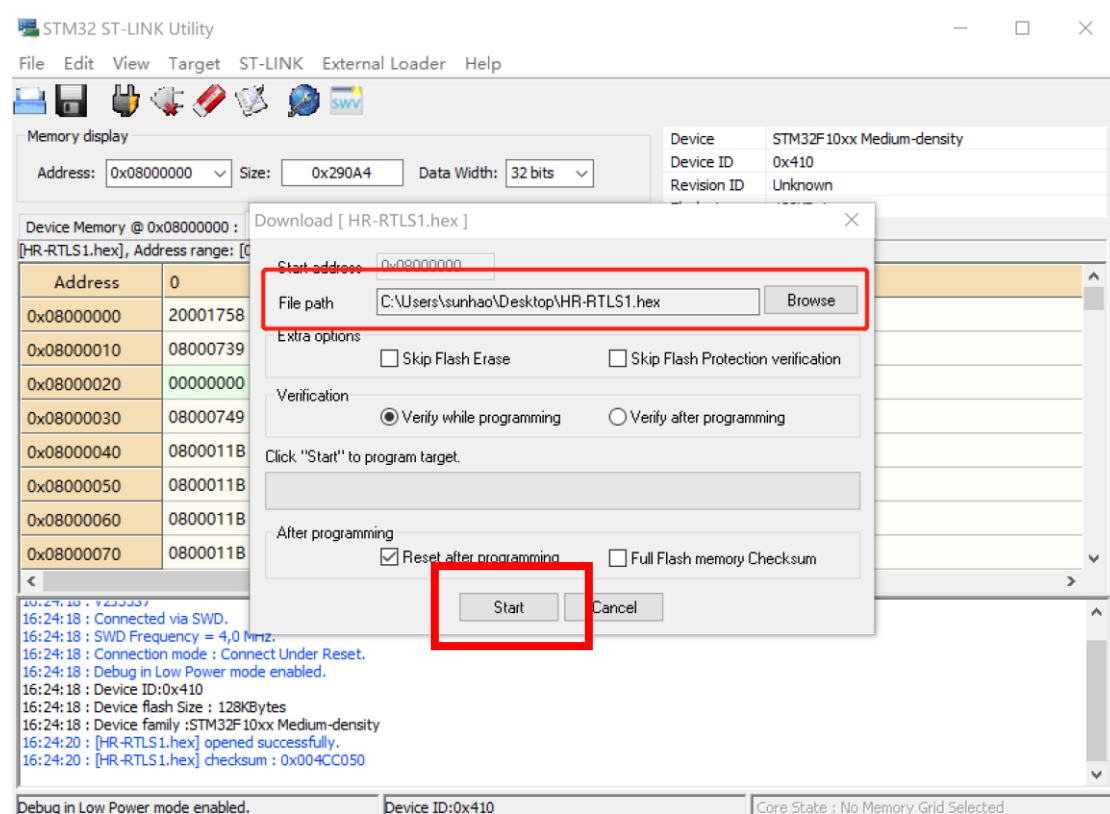 STM32 ST-LINK Utility
File Edit View Target ST-LINK External Loader Help
SWV
Memory display
Address: 0x08000000 Size: 0x290A4 Data Width: 32 bits
Device STM32F10xx Medium-density
Device ID 0x410
Revision ID Unknown
Device Memory @ 0x08000000 :
[HR-RTLS1.hex], Address range: [0
Address 0
0x08000000 20001758
0x08000010 08000739
0x08000020 00000000
0x08000030 08000749
0x08000040 0800011B
0x08000050 0800011B
0x08000060 0800011B
0x08000070 0800011B
Download [ HR-RTLS1.hex ]
Start address 0x08000000
File path C:\Users\sunhao\Desktop\HR-RTLS1.hex Browse
Extra options
Skip Flash Erase Skip Flash Protection verification
Verification
Verify while programming Verify after programming
Click "Start" to program target.
After programming
Reset after programming Full Flash memory Checksum
Start Cancel
16:24:18 : Connected via SWD.
16:24:18 : SWD Frequency = 4,0 MHz.
16:24:18 : Connection mode : Connect Under Reset.
16:24:18 : Debug in Low Power mode enabled.
16:24:18 : Device ID:0x410
16:24:18 : Device flash Size : 128KBytes
16:24:18 : Device family :STM32F10xx Medium-density
16:24:20 : [HR-RTLS1.hex] opened successfully.
16:24:20 : [HR-RTLS1.hex] checksum : 0x004CC050
Debug in Low Power mode enabled. Device ID:0x410 Core State : No Memory Grid Selected